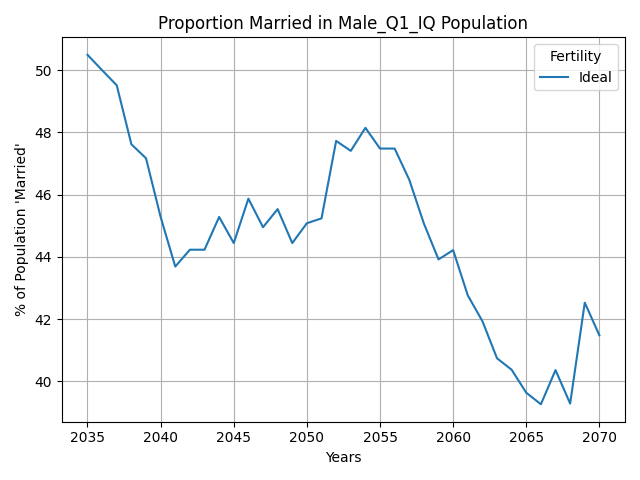 Proportion Married in Male_Q1_IQ Population
Fertility
Ideal
% of Population 'Married'
50
48
46
44
42
40
2035
2040
2045
2050
2055
2060
2065
2070
Years